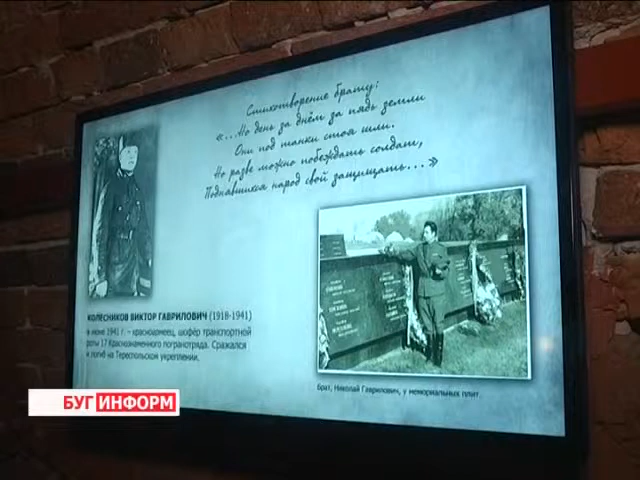 Стихотворение брату:
«...Но день за днём за пядь земли
Они под танки стоя шли.
Но разве можно побеждать солдат,
Поднявшихся народ свой защищать...»
КОЛЕСНИКОВ ВИКТОР ГАВРИЛОВИЧ (1918-1941)
в июне 1941 г. – красноармеец, шофёр транспортной
роты 17 Краснознаменного погранотряда. Сражался
и погиб на Тереспольском укреплении.
Брат, Николай Гаврилович, у мемориальных плит.
БУГИНФОРМ